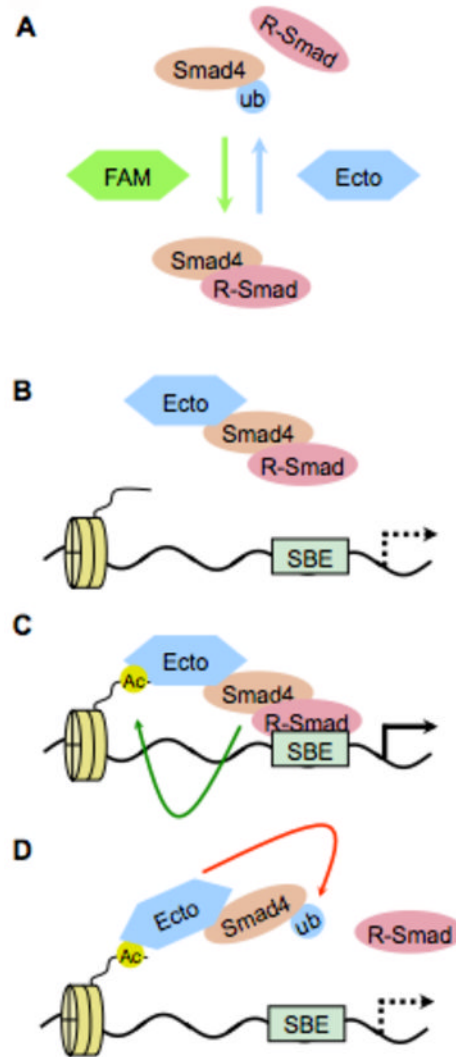 A
R-Smad
Smad4
ub
FAM
Ecto
Smad4
R-Smad
B
Ecto
Smad4
R-Smad
SBE
C
Ac
Ecto
Smad4
R-Smad
SBE
D
Ecto
Smad4
ub
R-Smad
Ac
SBE